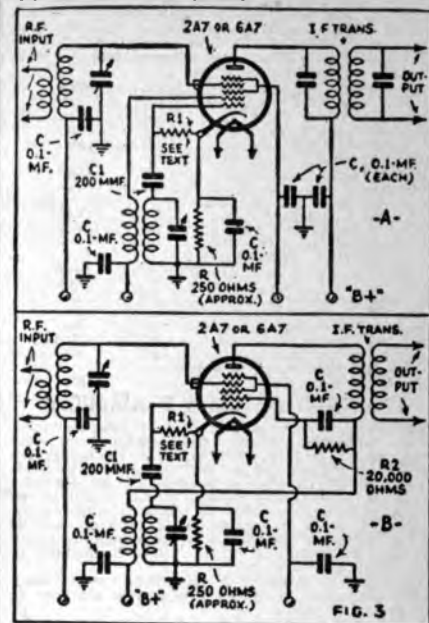 2A7 OR 6A7
R.F.
INPUT
I.F. TRANS.
OUT-
PUT
C
0.1-
MF.
R1
SEE
TEXT
C1
200 MMF.
C
0.1-MF.
C
0.1-
MF
R
250 OHMS
(APPROX.)
C, 0.1-MF.
(EACH)
-A-
"B+"
2A7 OR 6A7
R.F.
INPUT
I.F. TRANS.
OUT-
PUT
C
0.1-
MF.
C
0.1-
MF.
R1
SEE
TEXT
C1
200 MMF.
R2
20,000
OHMS
C
0.1-MF.
C
0.1-
MF.
C
0.1-
MF.
-B-
R
250 OHMS
(APPROX.)
"B+"
FIG. 3